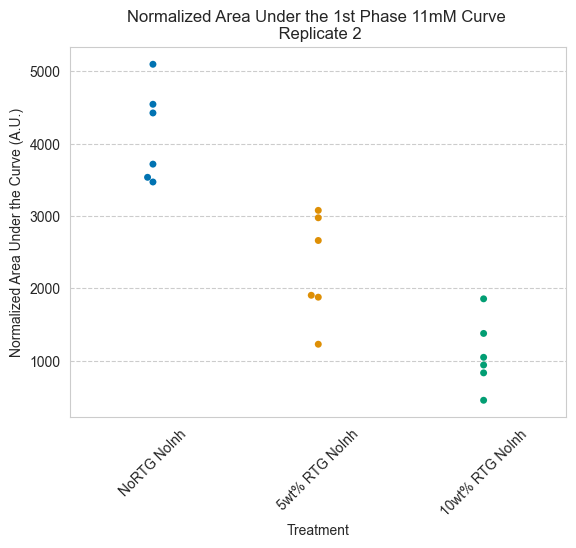 Normalized Area Under the 1st Phase 11mM Curve
Replicate 2
Normalized Area Under the Curve (A.U.)
5000
4000
3000
2000
1000
NoRTG NoInh
5wt% RTG NoInh
10wt% RTG NoInh
Treatment